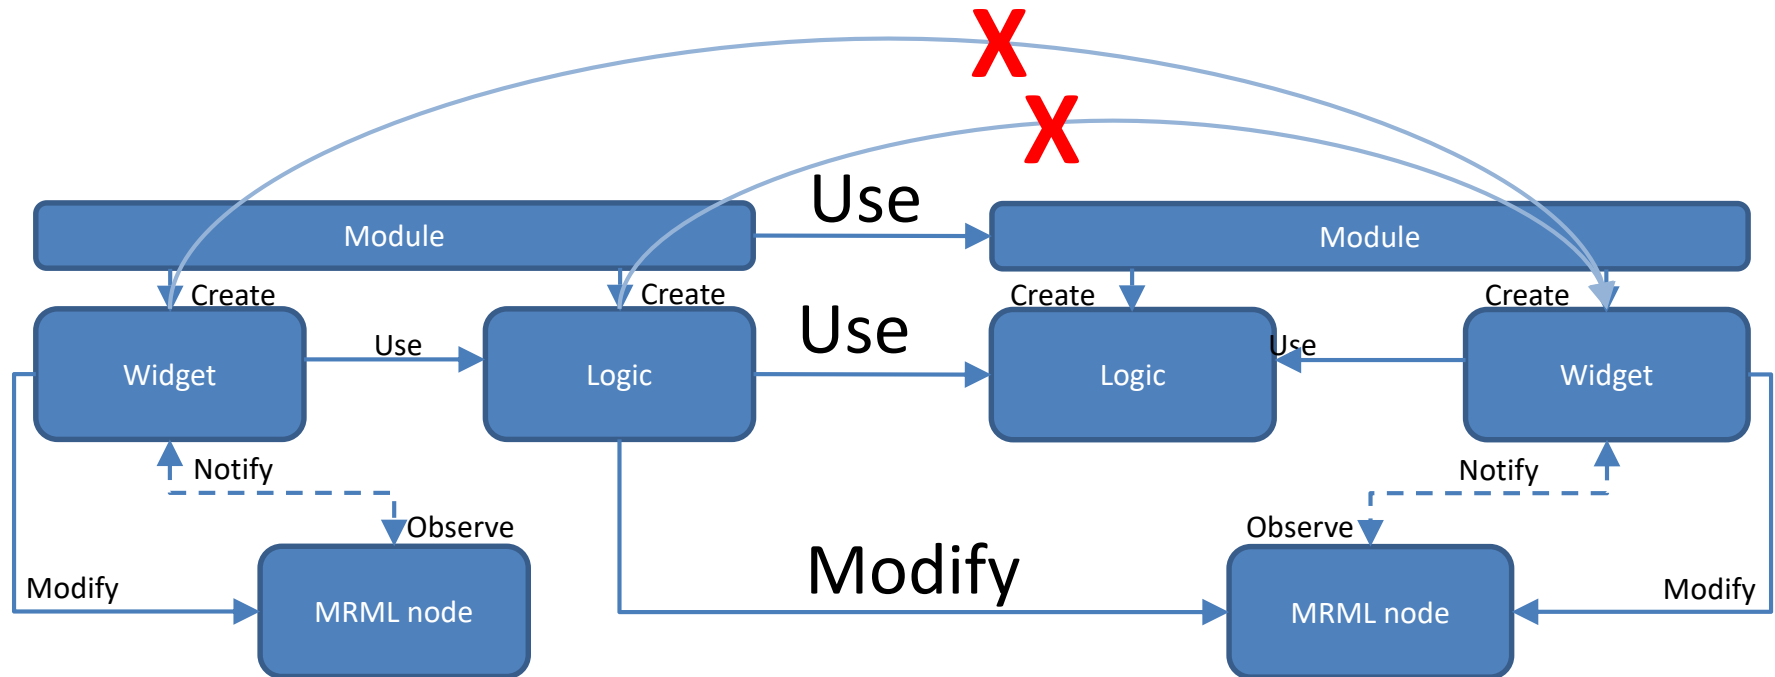 X
X
Use
Module
Module
Create
Create
Create
Create
Use
Use
Use
Widget
Logic
Logic
Widget
Notify
Notify
Observe
Observe
Modify
Modify
Modify
MRML node
MRML node